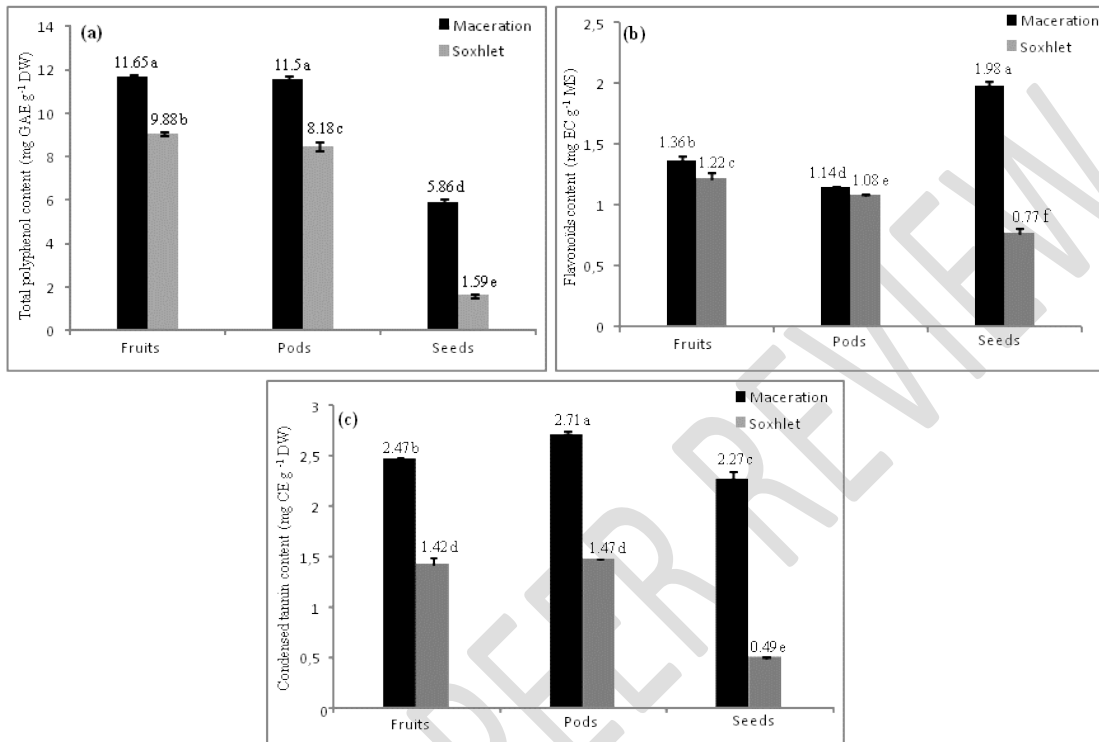 (a)
Maceration
Soxhlet
Total polyphenol content (mg GAE g⁻¹ DW)
14
12
10
8
6
4
2
0
11.65 a
9.88 b
11.5 a
8.18 c
5.86 d
1.59 e
Fruits
Pods
Seeds
(b)
Maceration
Soxhlet
Flavonoids content (mg EC g⁻¹ MS)
2,5
2
1,5
1
0,5
0
1.36 b
1.22 c
1.14 d
1.08 e
1.98 a
0.77 f
Fruits
Pods
Seeds
(c)
Maceration
Soxhlet
Condensed tannin content (mg CE g⁻¹ DW)
3
2,5
2
1,5
1
0,5
0
2.47 b
1.42 d
2.71 a
1.47 d
2.27 c
0.49 e
Fruits
Pods
Seeds
PEER REVIEW